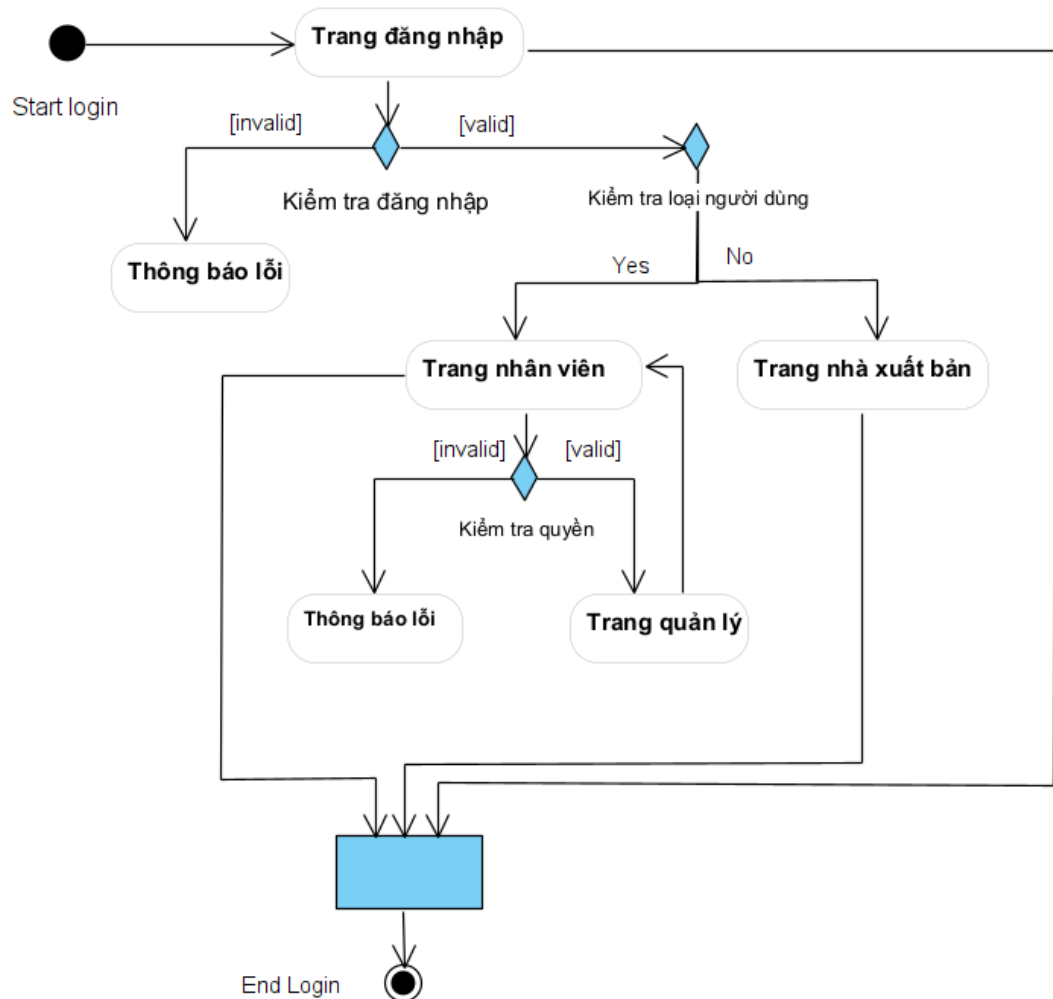 Trang đăng nhập
Start login
[invalid]
[valid]
Kiểm tra đăng nhập
Kiểm tra loại người dùng
Thông báo lỗi
Yes
No
Trang nhân viên
Trang nhà xuất bản
[invalid]
[valid]
Kiểm tra quyền
Thông báo lỗi
Trang quản lý
End Login